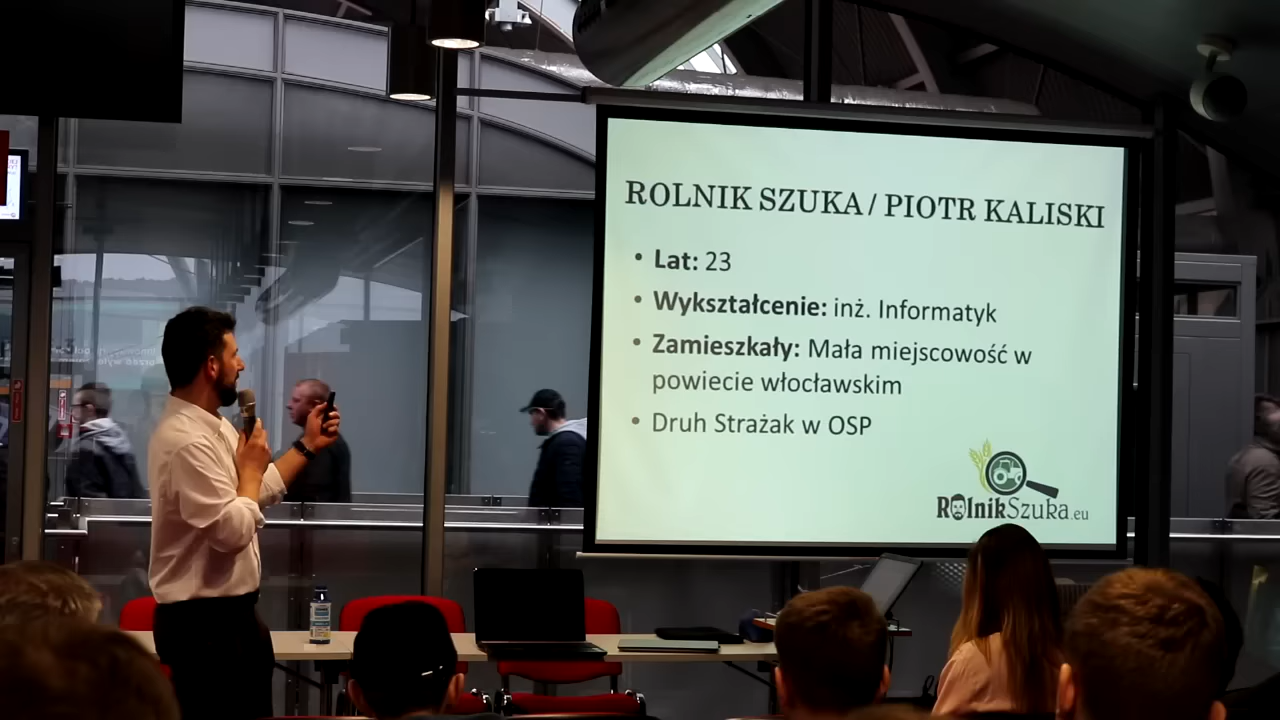 ROLNIK SZUKA / PIOTR KALISKI
• Lat: 23
• Wykształcenie: inż. Informatyk
• Zamieszkały: Mała miejscowość w
powiecie włocławskim
• Druh Strażak w OSP
RolnikSzuka.eu